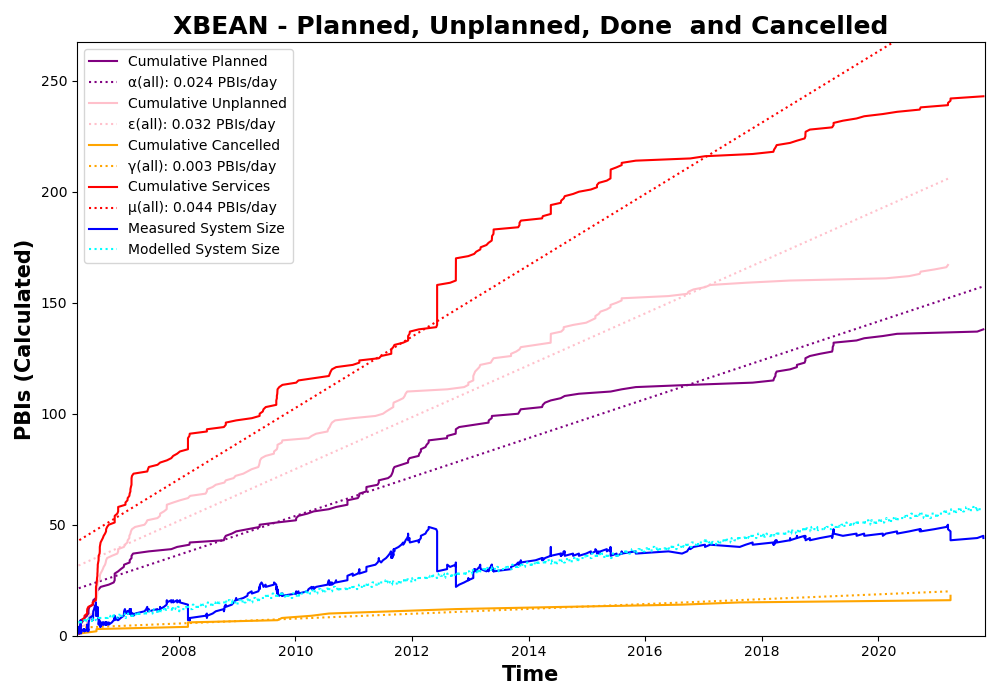 XBEAN - Planned, Unplanned, Done  and Cancelled
Cumulative Planned
α(all): 0.024 PBIs/day
Cumulative Unplanned
ε(all): 0.032 PBIs/day
Cumulative Cancelled
γ(all): 0.003 PBIs/day
Cumulative Services
μ(all): 0.044 PBIs/day
Measured System Size
Modelled System Size
PBIs (Calculated)
250
200
150
100
50
0
2008 2010 2012 2014 2016 2018 2020
Time